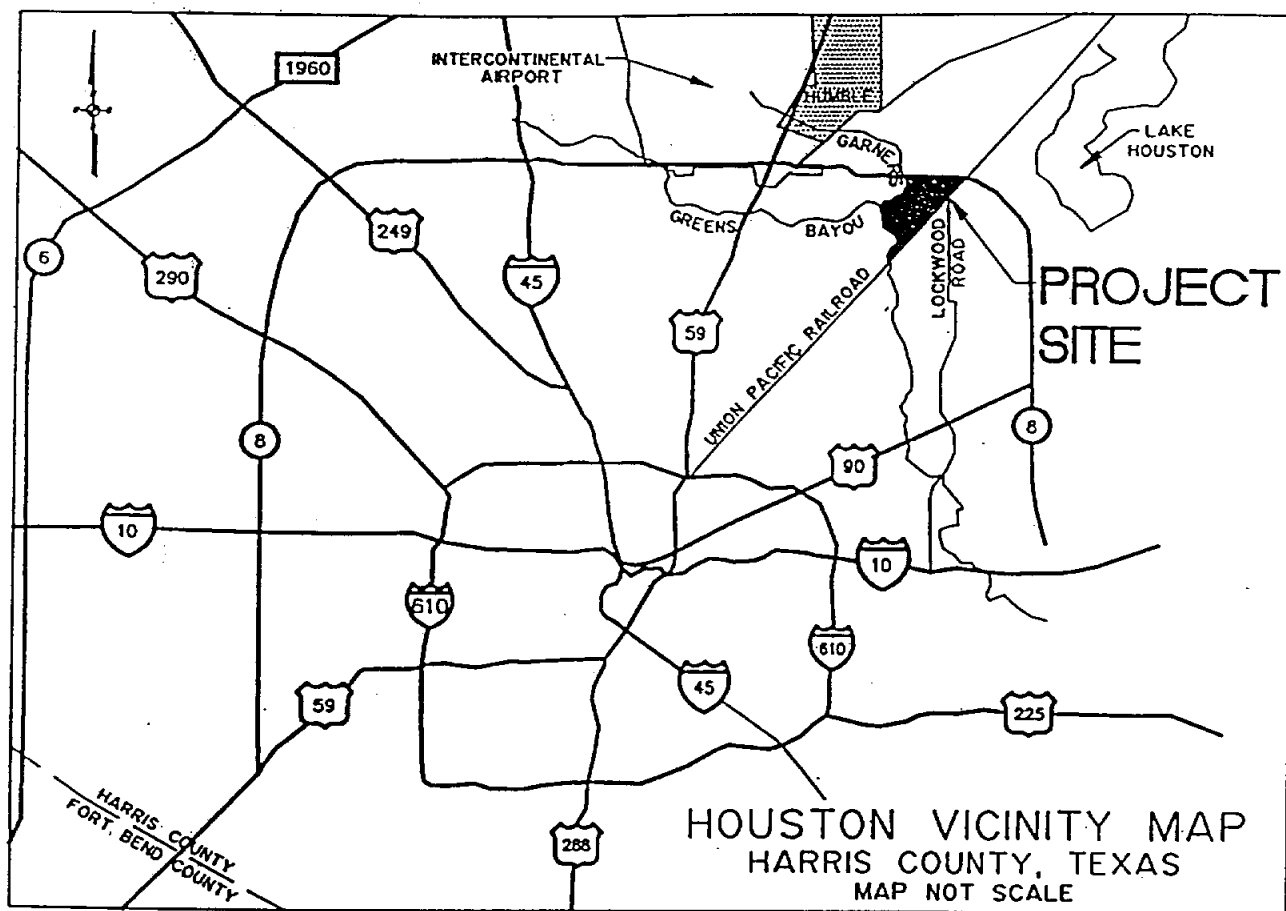 1960
INTERCONTINENTAL
AIRPORT
HUMBLE
GARNERS
LAKE
HOUSTON
6
290
249
45
GREENS BAYOU
59
LOCKWOOD
ROAD
UNION PACIFIC RAILROAD
PROJECT
SITE
8
8
90
10
10
610
610
59
45
225
HARRIS COUNTY
FORT. BEND COUNTY
288
HOUSTON VICINITY MAP
HARRIS COUNTY, TEXAS
MAP NOT SCALE